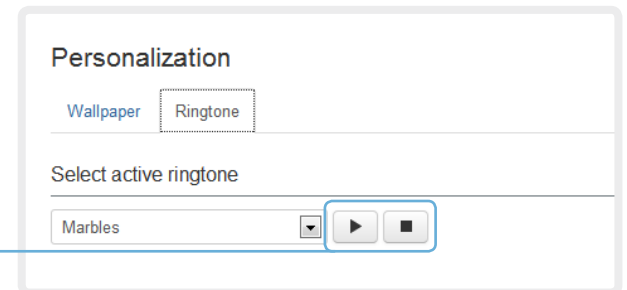 Personalization
Wallpaper Ringtone
Select active ringtone
Marbles